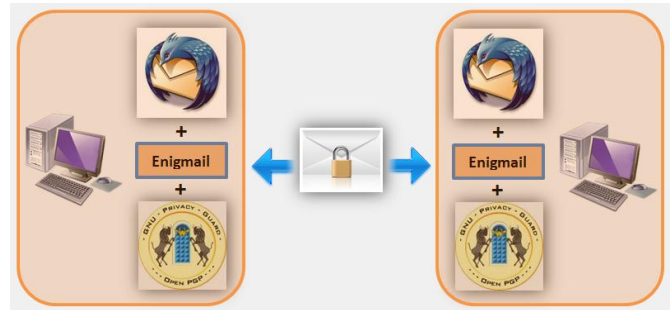 +
Enigmail
+
GNU · PRIVACY · GUARD
OPEN PGP
+
Enigmail
+
GNU · PRIVACY · GUARD
OPEN PGP